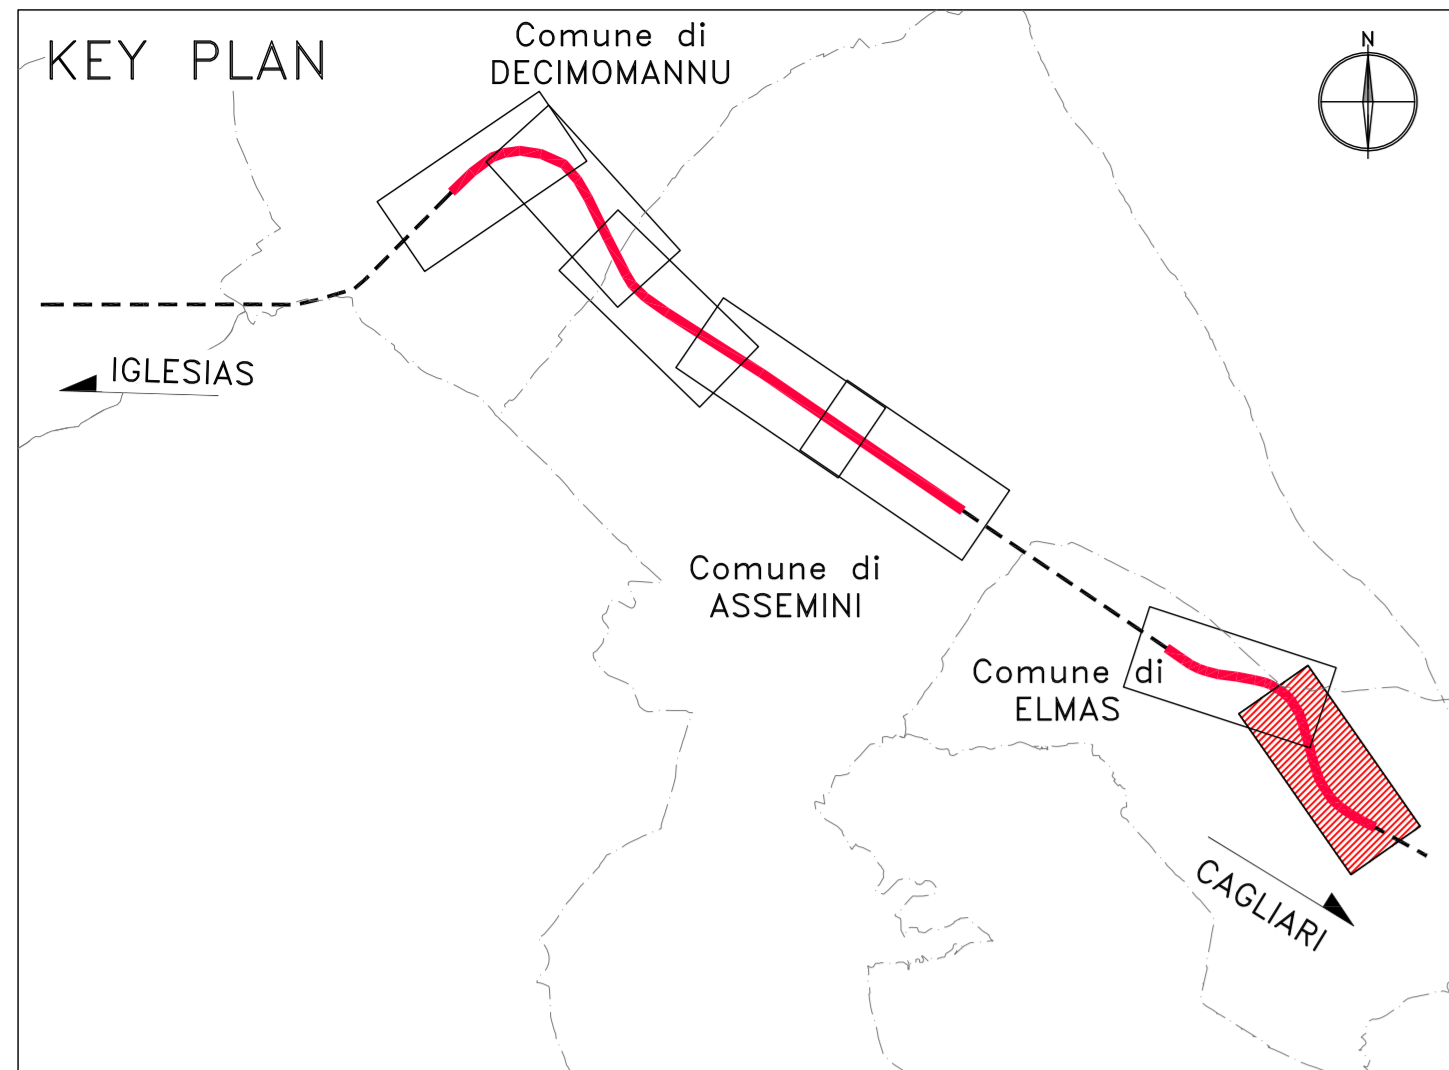 KEY PLAN
Comune di
DECIMOMANNU
N
IGLESIAS
Comune di
ASSEMINI
Comune di
ELMAS
CAGLIARI